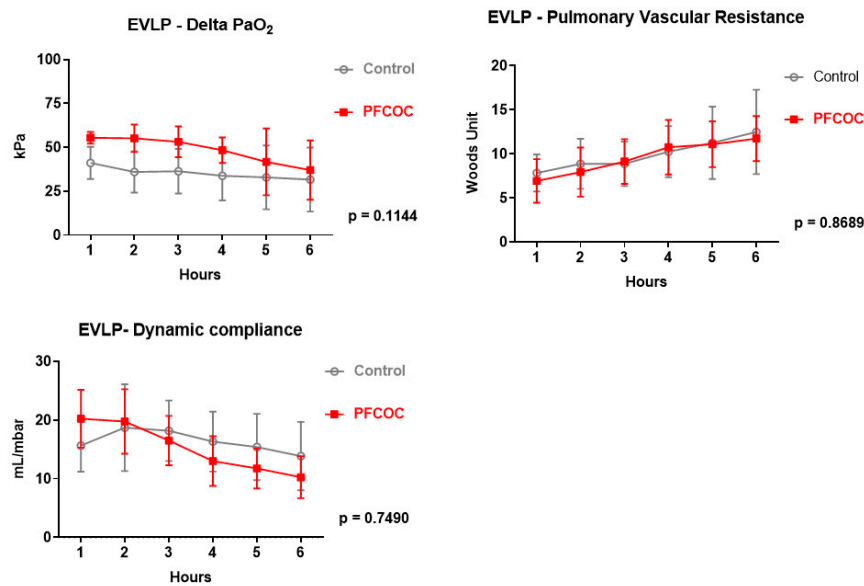 EVLP - Delta PaO₂
100
75
50
25
0
kPa
1 2 3 4 5 6
Hours
Control
PFCOC
p = 0.1144
EVLP - Pulmonary Vascular Resistance
20
15
10
5
0
Woods Unit
1 2 3 4 5 6
Hours
Control
PFCOC
p = 0.8689
EVLP- Dynamic compliance
30
20
10
0
mL/mbar
1 2 3 4 5 6
Hours
Control
PFCOC
p = 0.7490